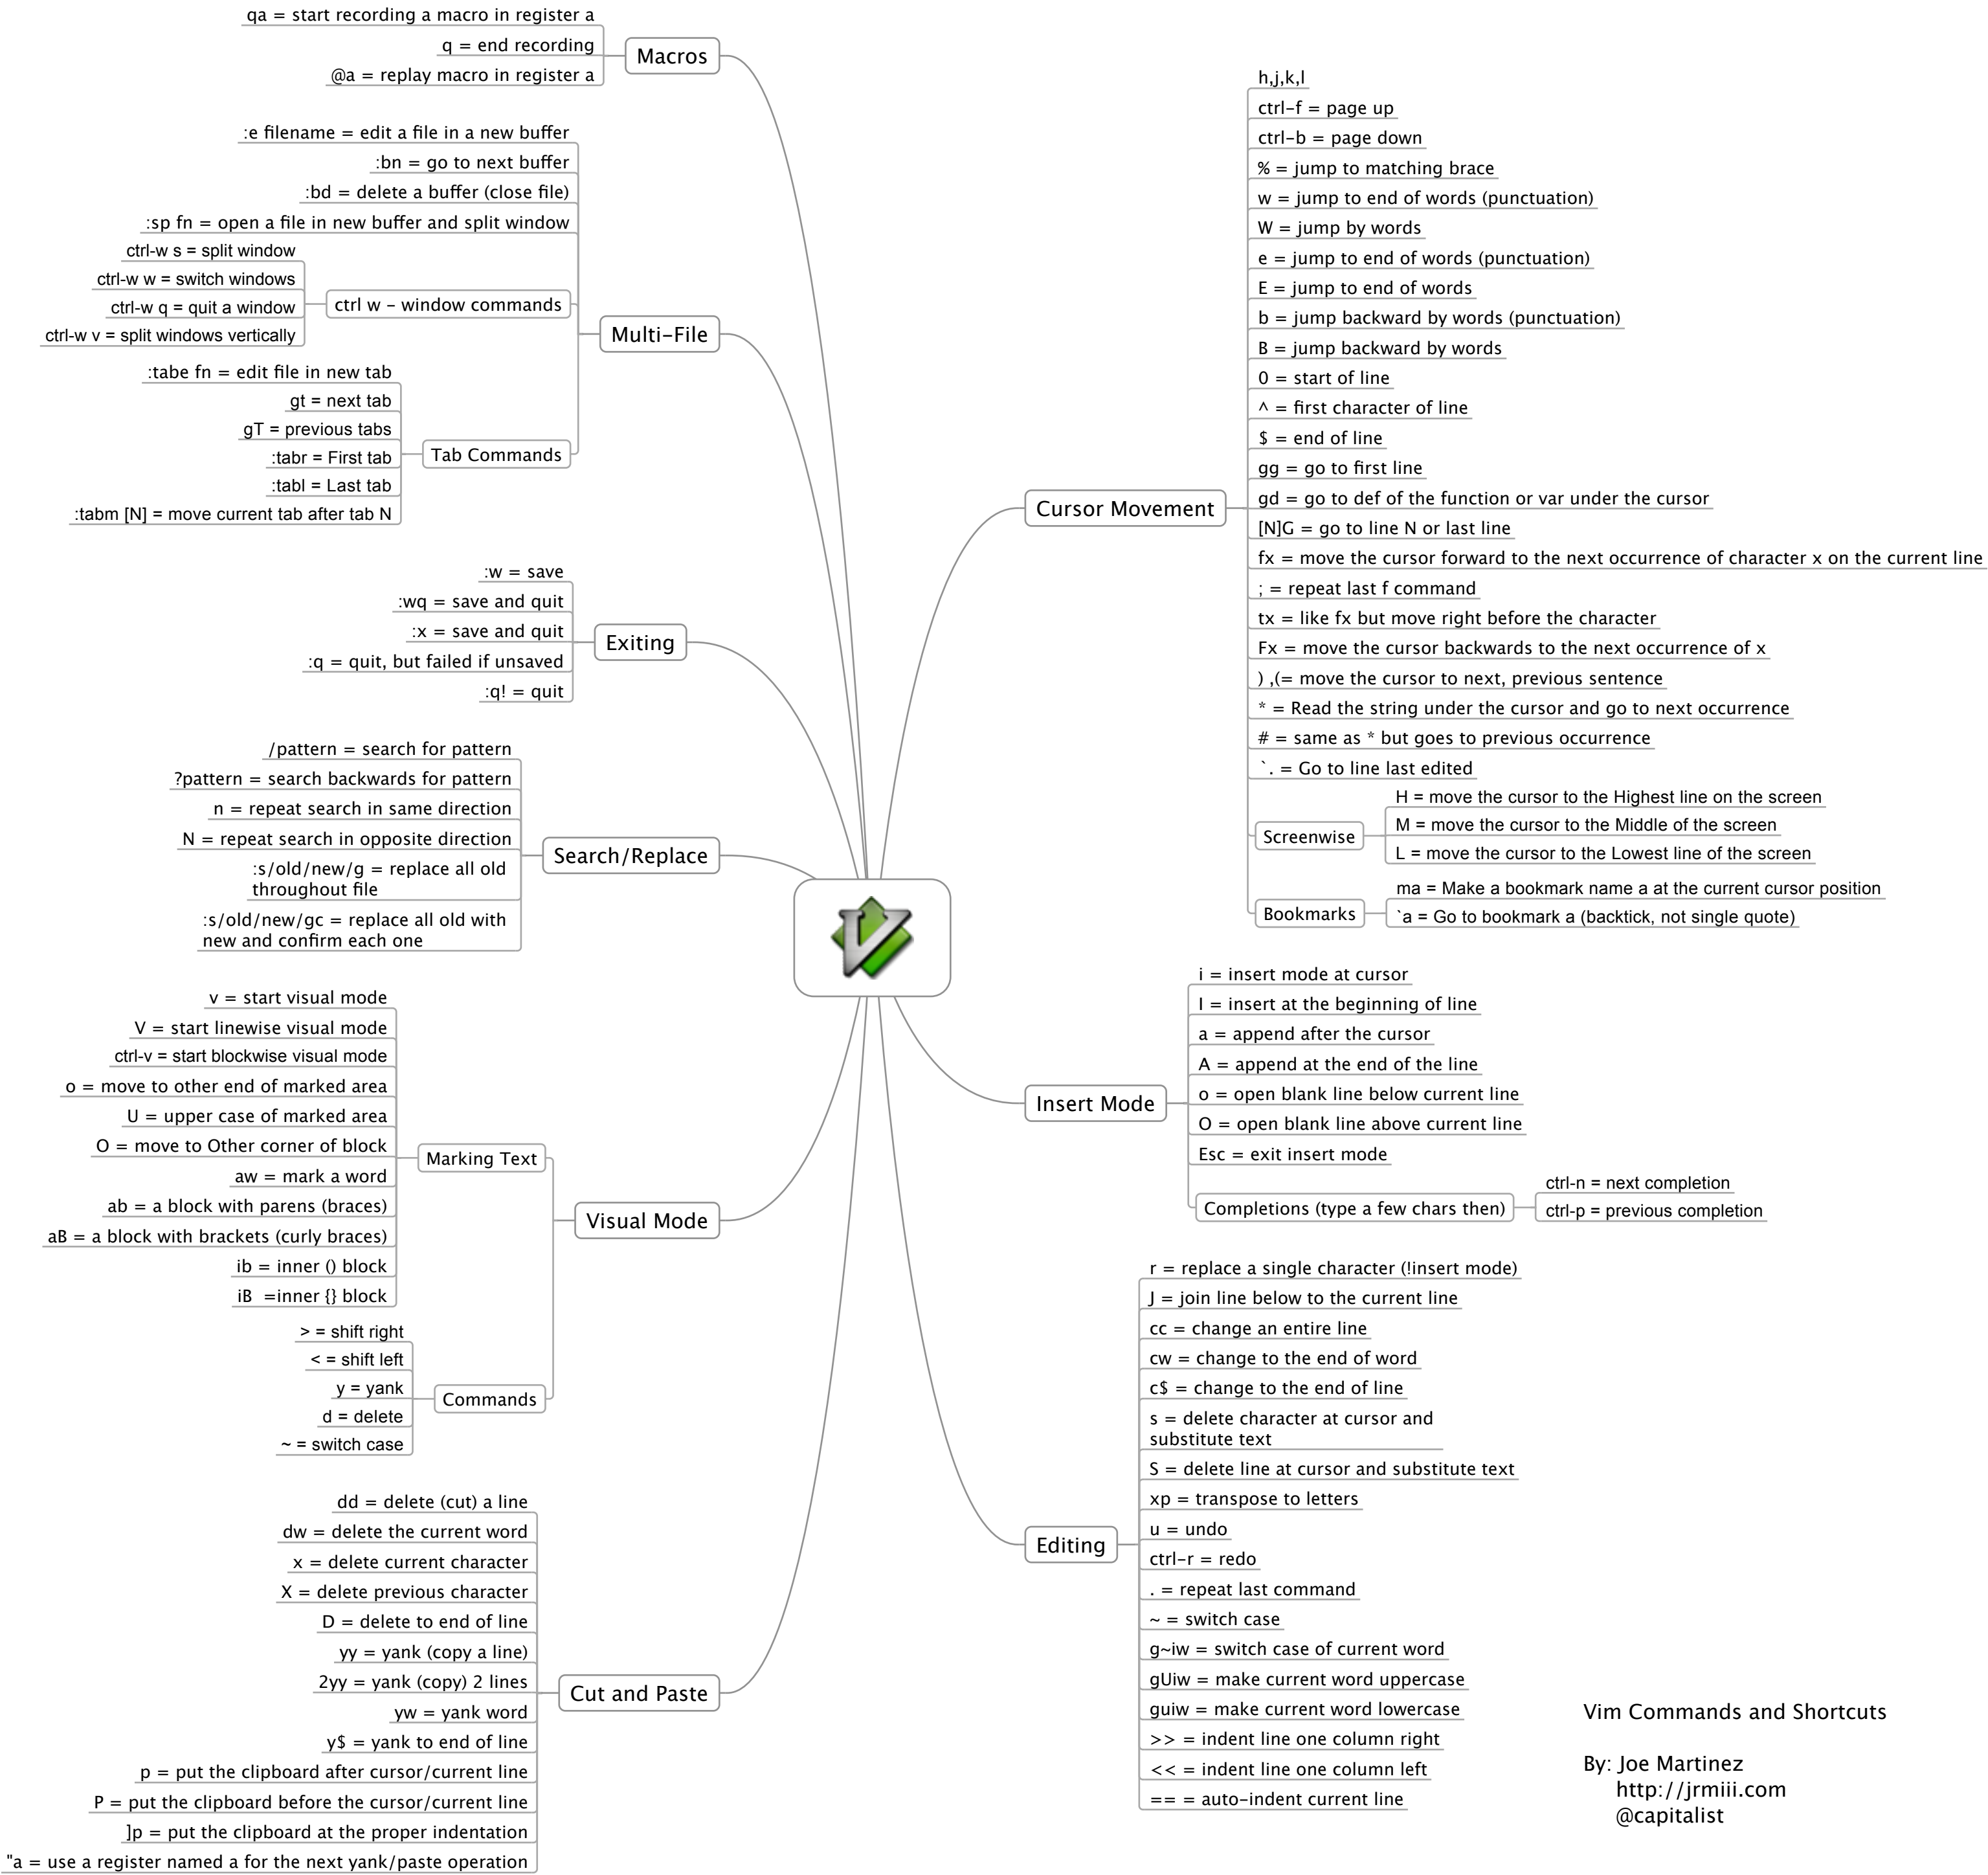 qa = start recording a macro in register a
q = end recording
@a = replay macro in register a
Macros
:e filename = edit a file in a new buffer
:bn = go to next buffer
:bd = delete a buffer (close file)
:sp fn = open a file in new buffer and split window
ctrl-w s = split window
ctrl-w w = switch windows
ctrl-w q = quit a window
ctrl-w v = split windows vertically
ctrl w - window commands
:tabe fn = edit file in new tab
gt = next tab
gT = previous tabs
:tabr = First tab
:tabl = Last tab
:tabm [N] = move current tab after tab N
Tab Commands
Multi-File
:w = save
:wq = save and quit
:x = save and quit
:q = quit, but failed if unsaved
:q! = quit
Exiting
/pattern = search for pattern
?pattern = search backwards for pattern
n = repeat search in same direction
N = repeat search in opposite direction
:s/old/new/g = replace all old
throughout file
:s/old/new/gc = replace all old with
new and confirm each one
Search/Replace
v = start visual mode
V = start linewise visual mode
ctrl-v = start blockwise visual mode
o = move to other end of marked area
U = upper case of marked area
O = move to Other corner of block
aw = mark a word
ab = a block with parens (braces)
aB = a block with brackets (curly braces)
ib = inner () block
iB =inner {} block
Marking Text
> = shift right
< = shift left
y = yank
d = delete
~ = switch case
Commands
Visual Mode
dd = delete (cut) a line
dw = delete the current word
x = delete current character
X = delete previous character
D = delete to end of line
yy = yank (copy a line)
2yy = yank (copy) 2 lines
yw = yank word
y$ = yank to end of line
p = put the clipboard after cursor/current line
P = put the clipboard before the cursor/current line
]p = put the clipboard at the proper indentation
"a = use a register named a for the next yank/paste operation
Cut and Paste
Cursor Movement
h,j,k,l
ctrl-f = page up
ctrl-b = page down
% = jump to matching brace
w = jump to end of words (punctuation)
W = jump by words
e = jump to end of words (punctuation)
E = jump to end of words
b = jump backward by words (punctuation)
B = jump backward by words
0 = start of line
^ = first character of line
$ = end of line
gg = go to first line
gd = go to def of the function or var under the cursor
[N]G = go to line N or last line
fx = move the cursor forward to the next occurrence of character x on the current line
; = repeat last f command
tx = like fx but move right before the character
Fx = move the cursor backwards to the next occurrence of x
) ,(= move the cursor to next, previous sentence
* = Read the string under the cursor and go to next occurrence
# = same as * but goes to previous occurrence
`. = Go to line last edited
Screenwise
H = move the cursor to the Highest line on the screen
M = move the cursor to the Middle of the screen
L = move the cursor to the Lowest line of the screen
Bookmarks
ma = Make a bookmark name a at the current cursor position
`a = Go to bookmark a (backtick, not single quote)
Insert Mode
i = insert mode at cursor
I = insert at the beginning of line
a = append after the cursor
A = append at the end of the line
o = open blank line below current line
O = open blank line above current line
Esc = exit insert mode
Completions (type a few chars then)
ctrl-n = next completion
ctrl-p = previous completion
Editing
r = replace a single character (!insert mode)
J = join line below to the current line
cc = change an entire line
cw = change to the end of word
c$ = change to the end of line
s = delete character at cursor and
substitute text
S = delete line at cursor and substitute text
xp = transpose to letters
u = undo
ctrl-r = redo
. = repeat last command
~ = switch case
g~iw = switch case of current word
gUiw = make current word uppercase
guiw = make current word lowercase
>> = indent line one column right
<< = indent line one column left
== = auto-indent current line
Vim Commands and Shortcuts
By: Joe Martinez
http://jrmiii.com
@capitalist